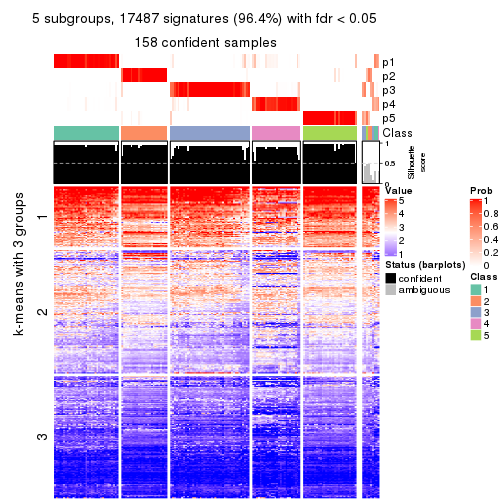 5 subgroups, 17487 signatures (96.4%) with fdr < 0.05
158 confident samples
p1
p2
p3
p4
p5
Class
1
0.5
0
Silhouette
score
k-means with 3 groups
1
2
3
Value
5
4
3
2
1
Status (barplots)
confident
ambiguous
Prob
1
0.8
0.6
0.4
0.2
0
Class
1
2
3
4
5